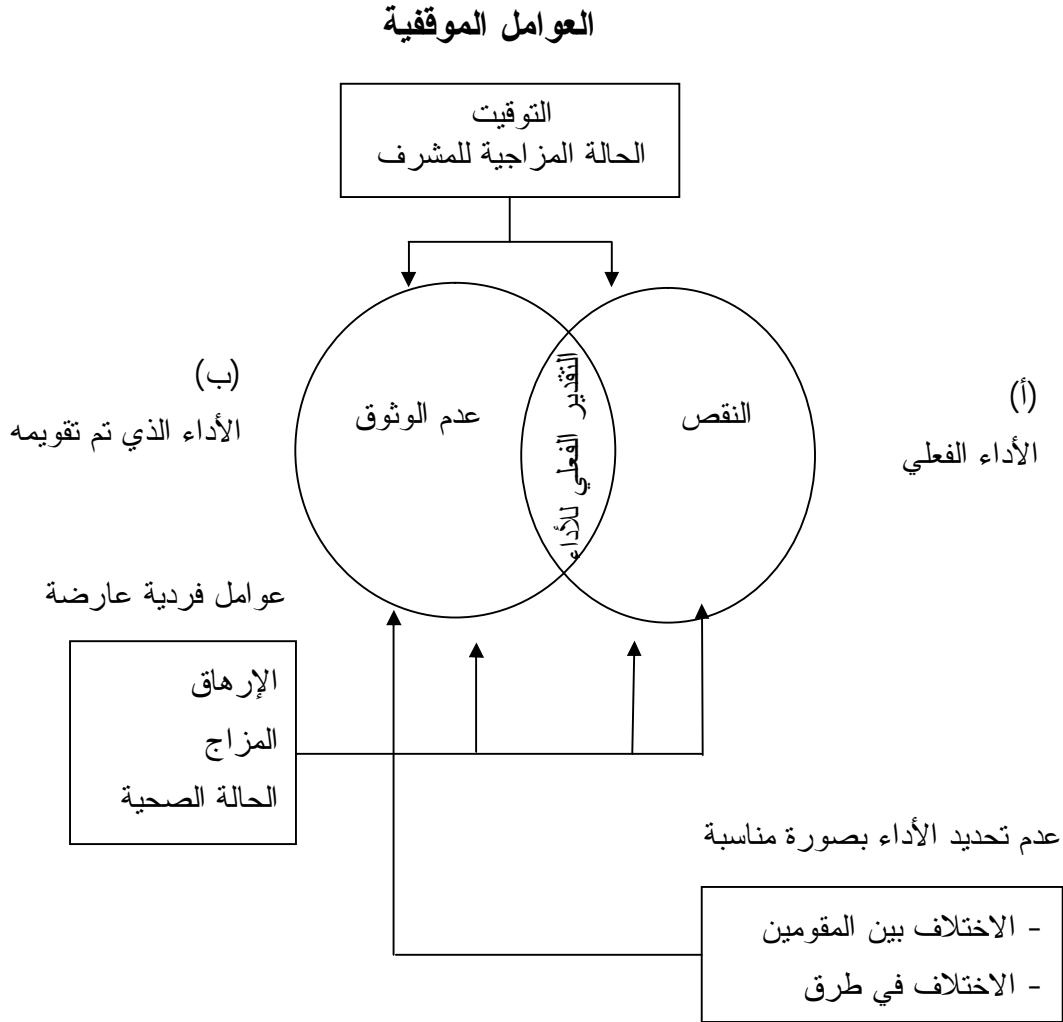 العوامل الموقفية
التوقيت
الحالة المزاجية للمشرف
(أ)
الأداء الفعلي
النقص
التقدير الفعلي للأداء
عدم الوثوق
(ب)
الأداء الذي تم تقويمه
عوامل فردية عارضة
الإرهاق
المزاج
الحالة الصحية
عدم تحديد الأداء بصورة مناسبة
- الاختلاف بين المقومين
- الاختلاف في طرق